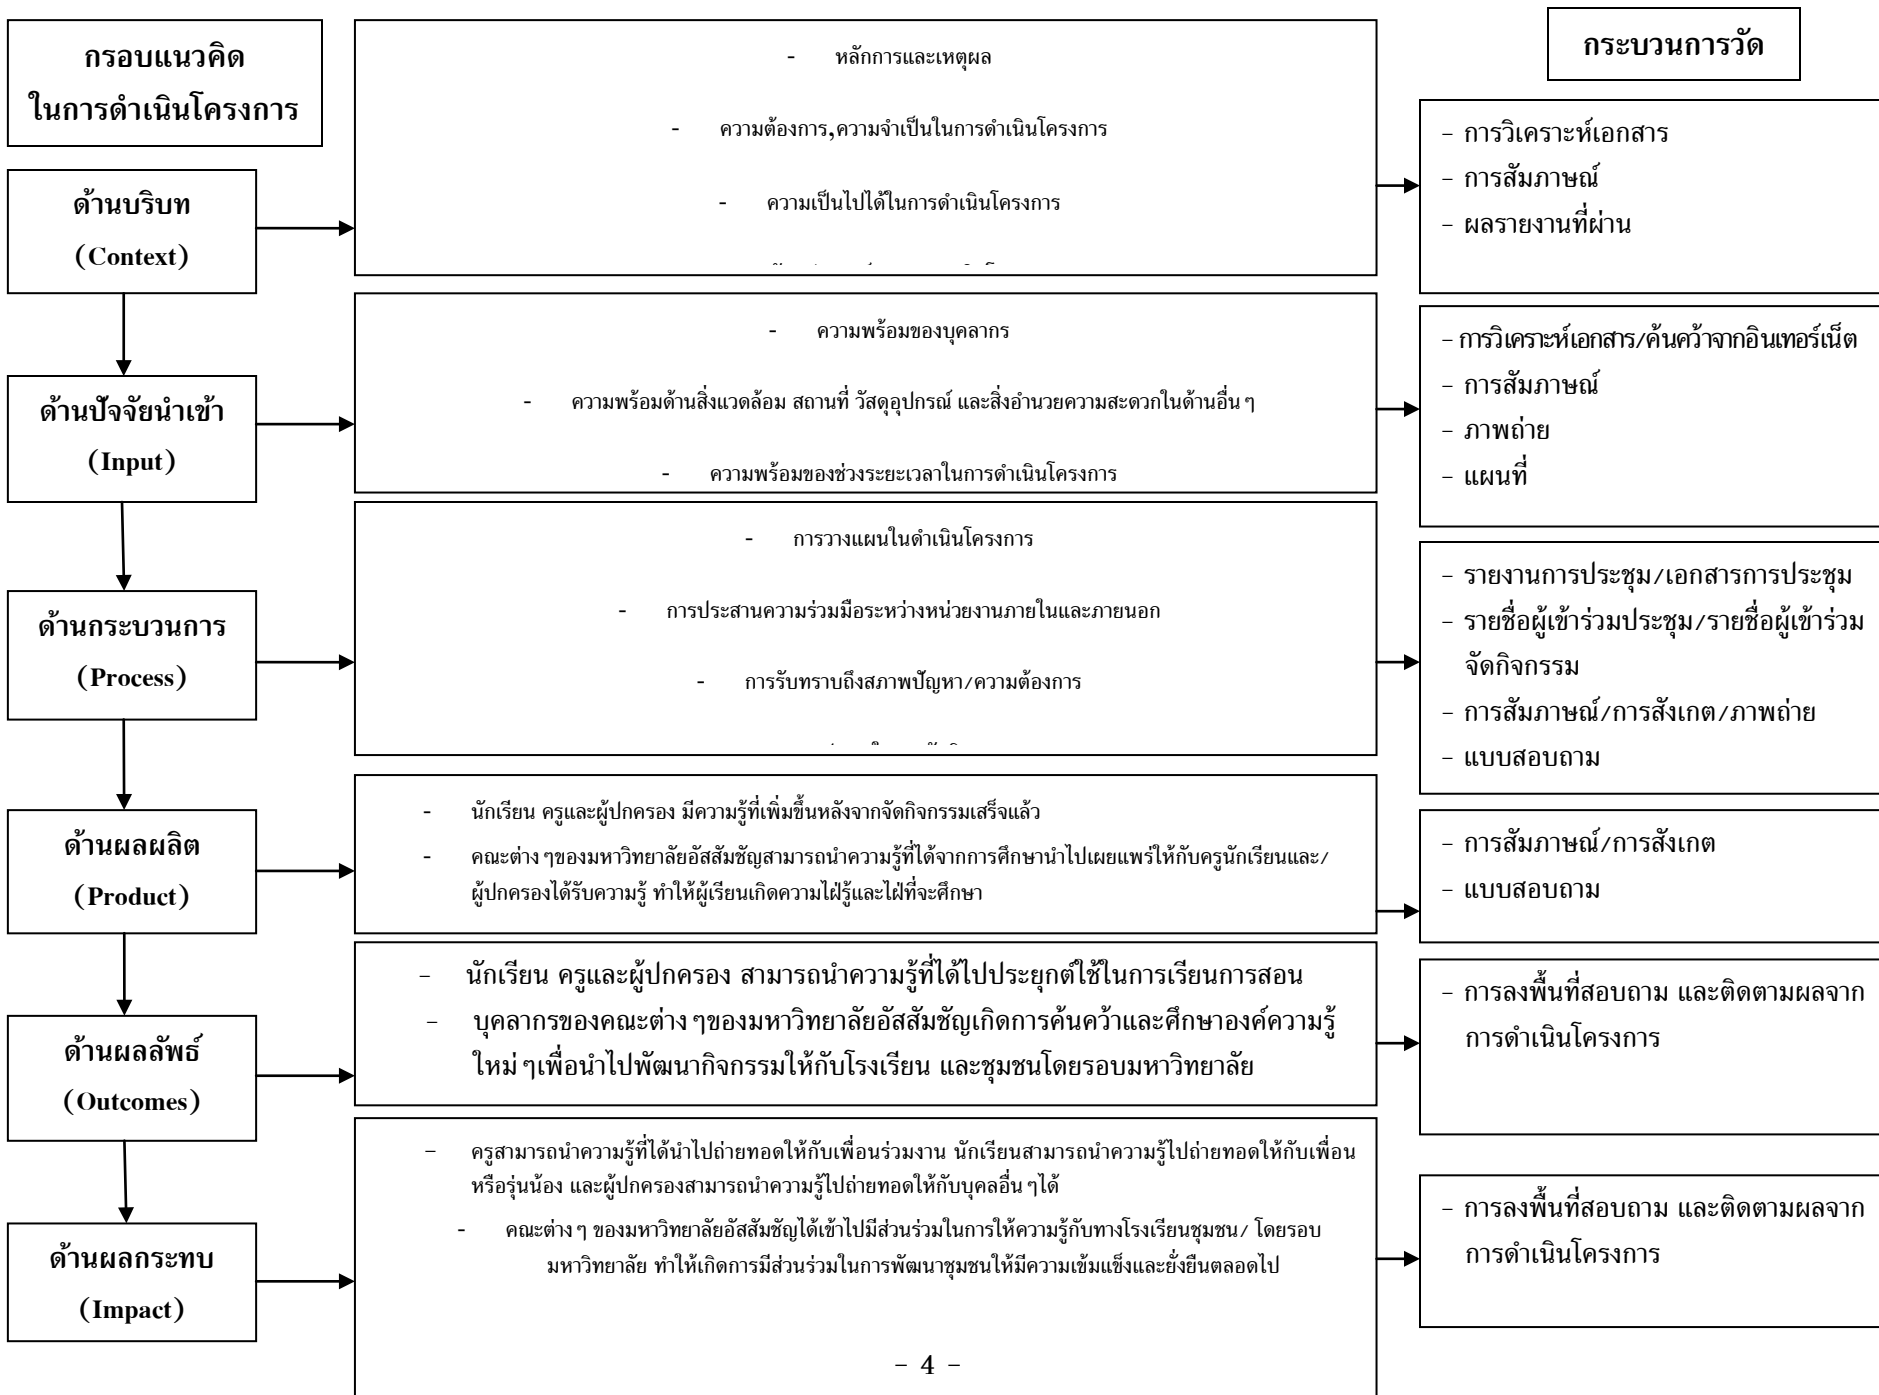 กรอบแนวคิด
ในการดำเนินโครงการ
กระบวนการวัด
ด้านบริบท
(Context)
- หลักการและเหตุผล
- ความต้องการ,ความจำเป็นในการดำเนินโครงการ
- ความเป็นไปได้ในการดำเนินโครงการ
- การวิเคราะห์เอกสาร
- การสัมภาษณ์
- ผลรายงานที่ผ่าน
ด้านปัจจัยนำเข้า
(Input)
- ความพร้อมของบุคลากร
- ความพร้อมด้านสิ่งแวดล้อม สถานที่ วัสดุอุปกรณ์ และสิ่งอำนวยความสะดวกในด้านอื่น ๆ
- ความพร้อมของช่วงระยะเวลาในการดำเนินโครงการ
- การวิเคราะห์เอกสาร/ค้นคว้าจากอินเทอร์เน็ต
- การสัมภาษณ์
- ภาพถ่าย
- แผนที่
ด้านกระบวนการ
(Process)
- การวางแผนในดำเนินโครงการ
- การประสานความร่วมมือระหว่างหน่วยงานภายในและภายนอก
- การรับทราบถึงสภาพปัญหา/ความต้องการ
- รายงานการประชุม/เอกสารการประชุม
- รายชื่อผู้เข้าร่วมประชุม/รายชื่อผู้เข้าร่วม
จัดกิจกรรม
- การสัมภาษณ์/การสังเกต/ภาพถ่าย
- แบบสอบถาม
ด้านผลผลิต
(Product)
- นักเรียน ครูและผู้ปกครอง มีความรู้ที่เพิ่มขึ้นหลังจากจัดกิจกรรมเสร็จแล้ว
- คณะต่าง ๆของมหาวิทยาลัยอัสสัมชัญสามารถนำความรู้ที่ได้จากการศึกษานำไปเผยแพร่ให้กับครูนักเรียนและ/
ผู้ปกครองได้รับความรู้ ทำให้ผู้เรียนเกิดความใฝ่รู้และใฝ่ที่จะศึกษา
- การสัมภาษณ์/การสังเกต
- แบบสอบถาม
ด้านผลลัพธ์
(Outcomes)
- นักเรียน ครูและผู้ปกครอง สามารถนำความรู้ที่ได้ไปประยุกต์ใช้ในการเรียนการสอน
- บุคลากรของคณะต่าง ๆของมหาวิทยาลัยอัสสัมชัญเกิดการค้นคว้าและศึกษาองค์ความรู้
ใหม่ ๆเพื่อนำไปพัฒนากิจกรรมให้กับโรงเรียน และชุมชนโดยรอบมหาวิทยาลัย
- การลงพื้นที่สอบถาม และติดตามผลจาก
การดำเนินโครงการ
ด้านผลกระทบ
(Impact)
- ครูสามารถนำความรู้ที่ได้นำไปถ่ายทอดให้กับเพื่อนร่วมงาน นักเรียนสามารถนำความรู้ไปถ่ายทอดให้กับเพื่อน
หรือรุ่นน้อง และผู้ปกครองสามารถนำความรู้ไปถ่ายทอดให้กับบุคลอื่น ๆได้
- คณะต่าง ๆ ของมหาวิทยาลัยอัสสัมชัญได้เข้าไปมีส่วนร่วมในการให้ความรู้กับทางโรงเรียนชุมชน/ โดยรอบ
มหาวิทยาลัย ทำให้เกิดการมีส่วนร่วมในการพัฒนาชุมชนให้มีความเข้มแข็งและยั่งยืนตลอดไป
- การลงพื้นที่สอบถาม และติดตามผลจาก
การดำเนินโครงการ
- 4 -